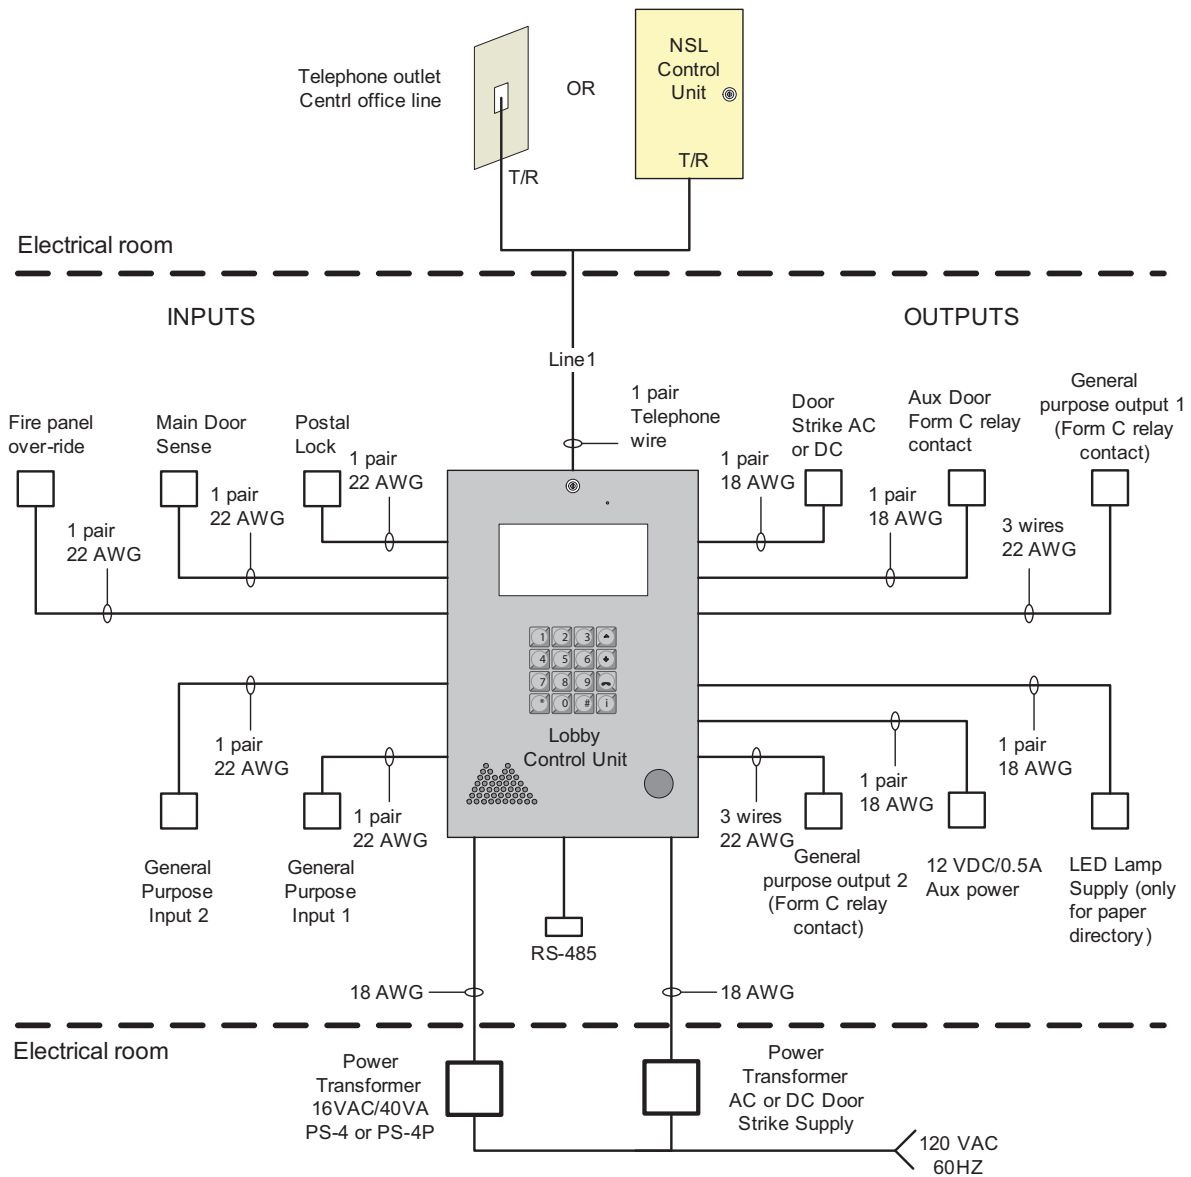 Telephone outlet
Centrl office line
OR
NSL
Control
Unit
T/R
T/R
Electrical room
INPUTS
OUTPUTS
Line1
1 pair
Telephone
wire
Fire panel
over-ride
Main Door
Sense
Postal
Lock
1 pair
22 AWG
1 pair
22 AWG
1 pair
22 AWG
Door
Strike AC
or DC
Aux Door
Form C relay
contact
General
purpose output 1
(Form C relay
contact)
1 pair
18 AWG
1 pair
18 AWG
3 wires
22 AWG
1 2 3
4 5 6
7 8 9
* 0 # i
Lobby
Control Unit
1 pair
22 AWG
1 pair
22 AWG
General
Purpose
Input 2
General
Purpose
Input 1
3 wires
22 AWG
1 pair
18 AWG
1 pair
18 AWG
General
purpose output 2
(Form C relay
contact)
12 VDC/0.5A
Aux power
LED Lamp
Supply (only
for paper
directory)
RS-485
18 AWG
18 AWG
Electrical room
Power
Transformer
16VAC/40VA
PS-4 or PS-4P
Power
Transformer
AC or DC Door
Strike Supply
120 VAC
60HZ